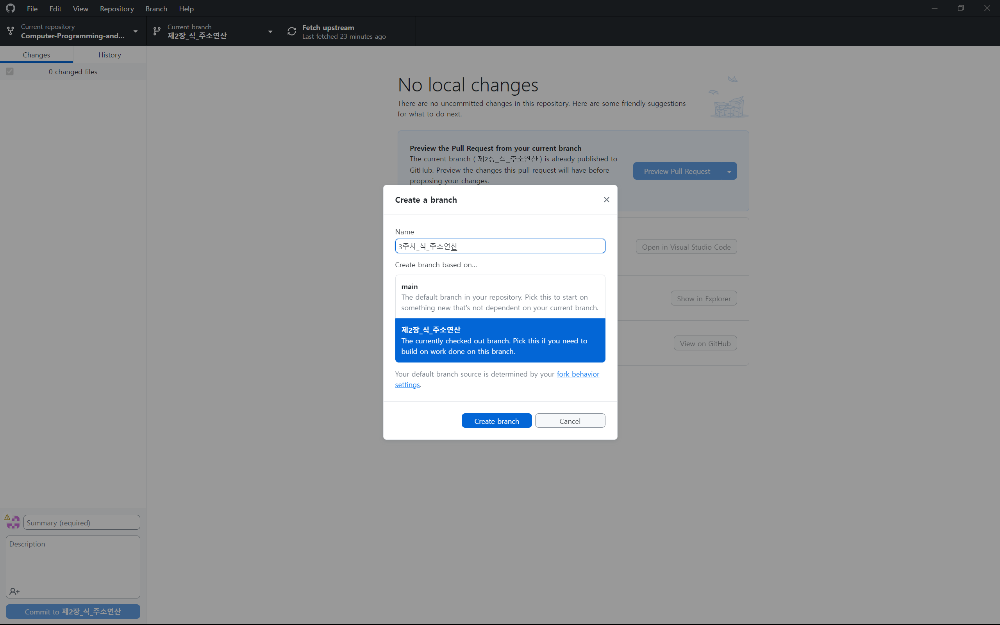 File Edit View Repository Branch Help
Current repository
Computer-Programming-and...
Current branch
제2장_식_주소연산
Fetch upstream
Last fetched 23 minutes ago
Changes
History
0 changed files
No local changes
There are no uncommitted changes in this repository. Here are some friendly suggestions
for what to do next.
Preview the Pull Request from your current branch
The current branch ( 제2장_식_주소연산 ) is already published to
GitHub. Preview the changes this pull request will have before
proposing your changes.
Preview Pull Request
Create a branch
Name
3주차_식_주소연산
Create branch based on...
main
The default branch in your repository. Pick this to start on
something new that's not dependent on your current branch.
제2장_식_주소연산
The currently checked out branch. Pick this if you need to
build on work done on this branch.
Your default branch source is determined by your fork behavior
settings.
Create branch
Cancel
Open in Visual Studio Code
Show in Explorer
View on GitHub
Summary (required)
Description
Commit to 제2장_식_주소연산